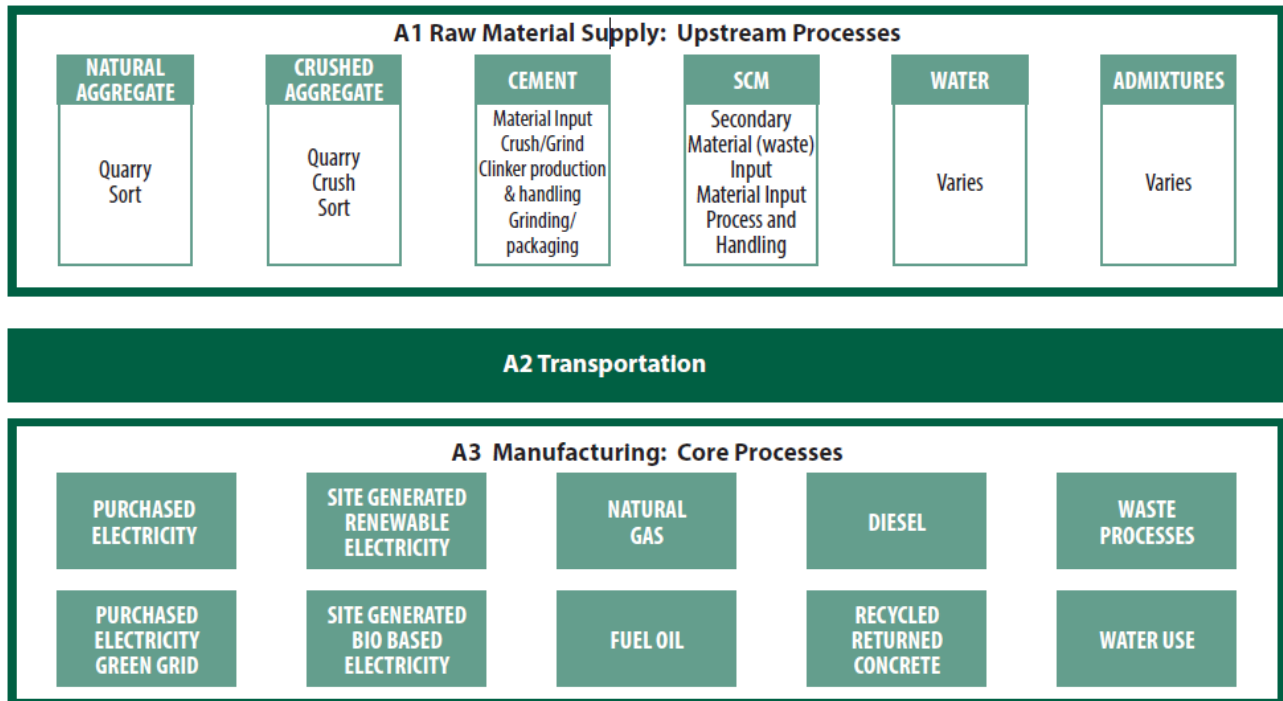 A1 Raw Material Supply: Upstream Processes
NATURAL
AGGREGATE
Quarry
Sort
CRUSHED
AGGREGATE
Quarry
Crush
Sort
CEMENT
Material Input
Crush/Grind
Clinker production
& handling
Grinding/
packaging
SCM
Secondary
Material (waste)
Input
Material Input
Process and
Handling
WATER
Varies
ADMIXTURES
Varies
A2 Transportation
A3 Manufacturing: Core Processes
PURCHASED
ELECTRICITY
SITE GENERATED
RENEWABLE
ELECTRICITY
NATURAL
GAS
DIESEL
WASTE
PROCESSES
PURCHASED
ELECTRICITY
GREEN GRID
SITE GENERATED
BIO BASED
ELECTRICITY
FUEL OIL
RECYCLED
RETURNED
CONCRETE
WATER USE